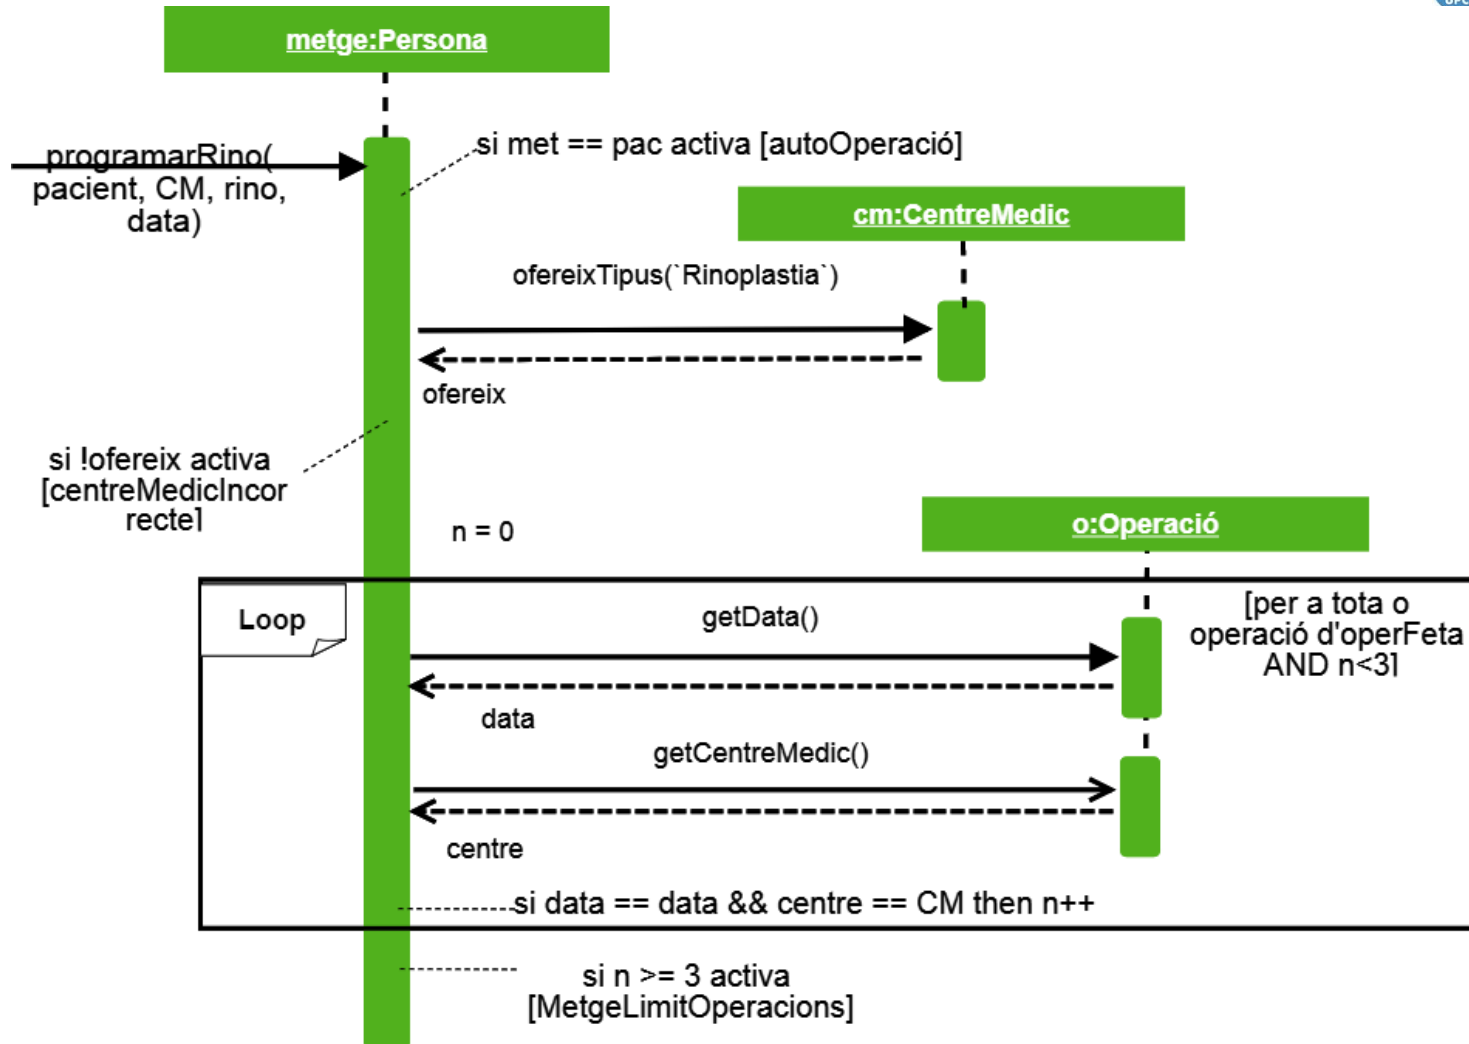 UPC
metge:Persona
programarRino(
pacient, CM, rino,
data)
si met == pac activa [autoOperació]
cm:CentreMedic
ofereixTipus(`Rinoplastia`)
ofereix
si !ofereix activa
[centreMedicIncor
recte]
n = 0
o:Operació
Loop
[per a tota o
operació d'operFeta
AND n<3]
getData()
data
getCentreMedic()
centre
si data == data && centre == CM then n++
si n >= 3 activa
[MetgeLimitOperacions]